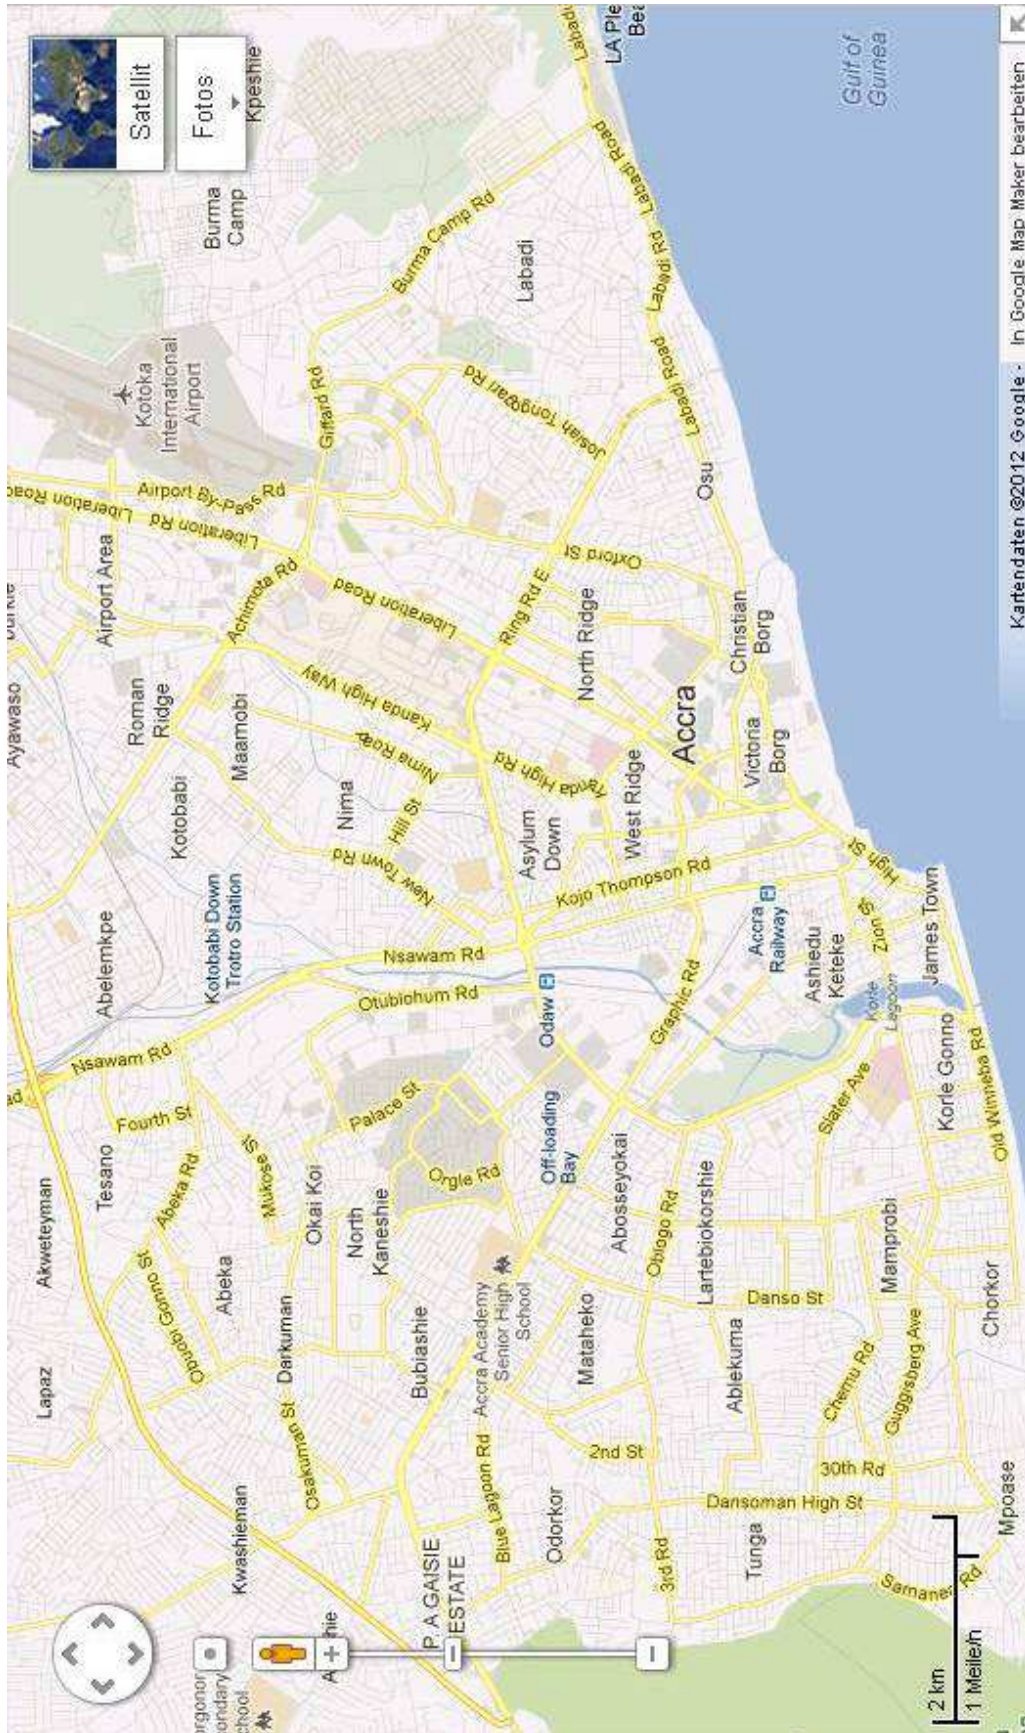 Satellit
Fotos
Kpeshie
Burma
Camp
Labadi
LA Ple
Bea
Gulf of
Guinea
Burma Camp Rd
Labadi Road
Labadi Rd
Labadi Road
Labadi
Kotoka
International
Airport
Giffard Rd
Airport By-Pass Rd
Liberation Road
Liberation Rd
Liberation Road
Airport Area
Achimota Rd
Ayawaso
Roman
Ridge
Maamobi
Kotobabi
Nima
Kanda High Way
Nima Road
Hill St
New Town Rd
Kanda High Rd
Ring Rd E
Oxford St
Osu
North Ridge
Christian
Borg
Accra
Victoria
Borg
West Ridge
Asylum
Down
Kojo Thompson Rd
Kotobabi Down
Trotro Station
Abelemkpe
Nsawam Rd
Nsawam Rd
Otublohum Rd
Odaw
Graphic Rd
Accra
Railway
Ashiedu
Keteke
Zion St
High St
James Town
Korle
Lagoon
Korle Gonno
Old Winneba Rd
Slater Ave
Fourth St
Tesano
Akweteyman
Abeka Rd
Mukose St
Palace St
Orgle Rd
Okai Koi
North
Kaneshie
Off-loading
Bay
Abosseyokai
Oblogo Rd
Lartebiokorshie
Mamprobi
Chorkor
Danso St
Obuobi Gonno St
Abeka
Darkuman
Lapaz
Osakuman St
Bubiashie
Accra Academy
Senior High
School
Mataheko
Ablekuma
Chemu Rd
Guggisberg Ave
30th Rd
2nd St
Blue Lagoon Rd
Odorkor
Dansoman High St
3rd Rd
Tunga
Mpoase
Kwashieman
P. A GAISIE
ESTATE
2 km
1 Meile/n
Kartendaten ©2012 Google -
In Google Map Maker bearbeiten